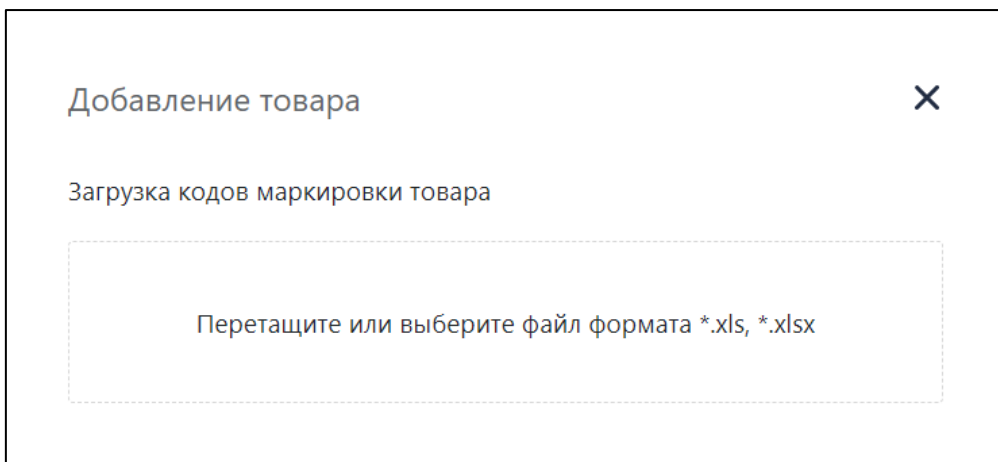 Добавление товара
Загрузка кодов маркировки товара
Перетащите или выберите файл формата *.xls, *.xlsx